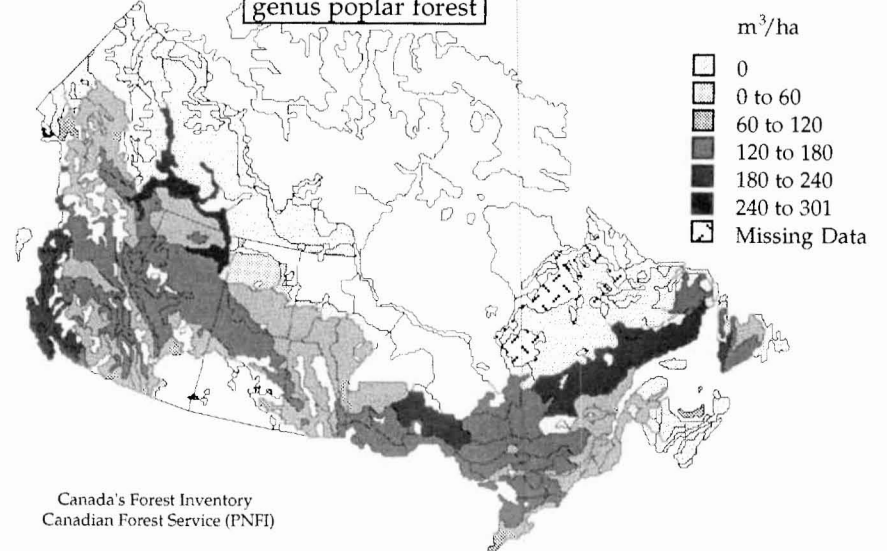 genus poplar forest
m³/ha
0
0 to 60
60 to 120
120 to 180
180 to 240
240 to 301
Missing Data
Canada's Forest Inventory
Canadian Forest Service (PNFI)